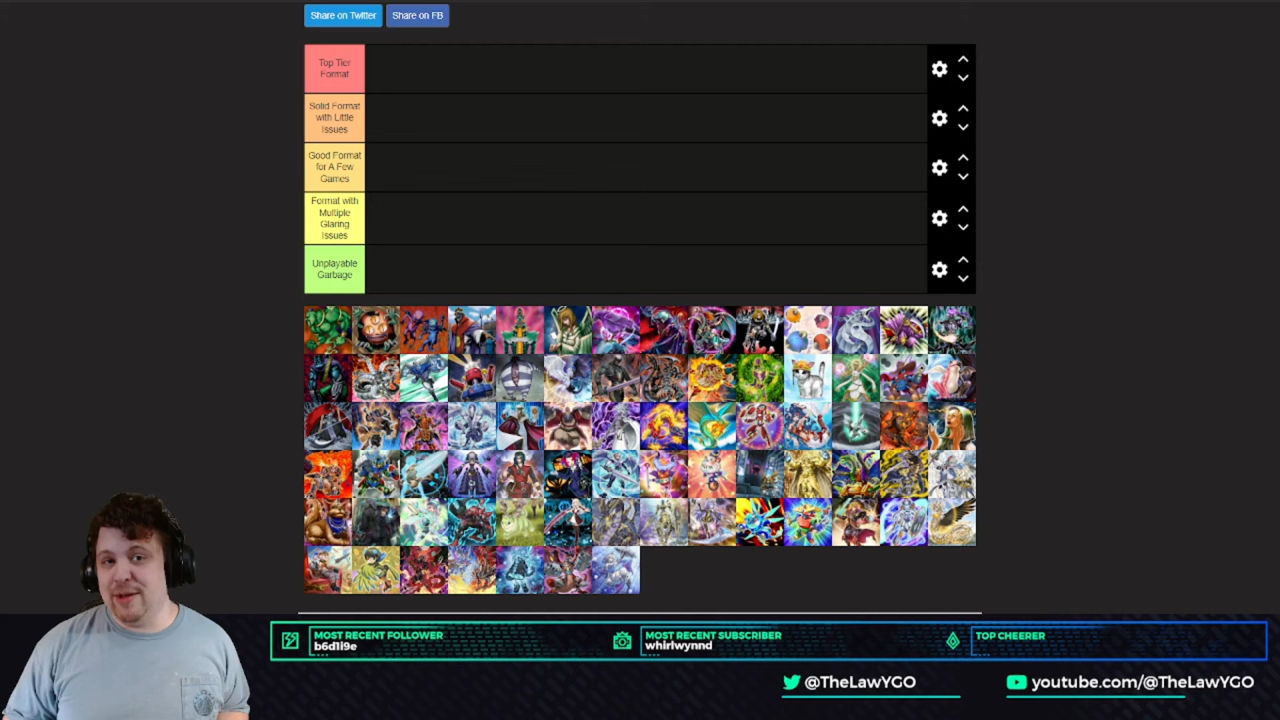 Share on Twitter
Share on FB
Top Tier
Format
Solid Format
with Little
Issues
Good Format
for A Few
Games
Format with
Multiple
Glaring
Issues
Unplayable
Garbage
MOST RECENT FOLLOWER
b6d1i9e
MOST RECENT SUBSCRIBER
whirlwynnd
TOP CHEERER
@TheLawYGO
youtube.com/@TheLawYGO